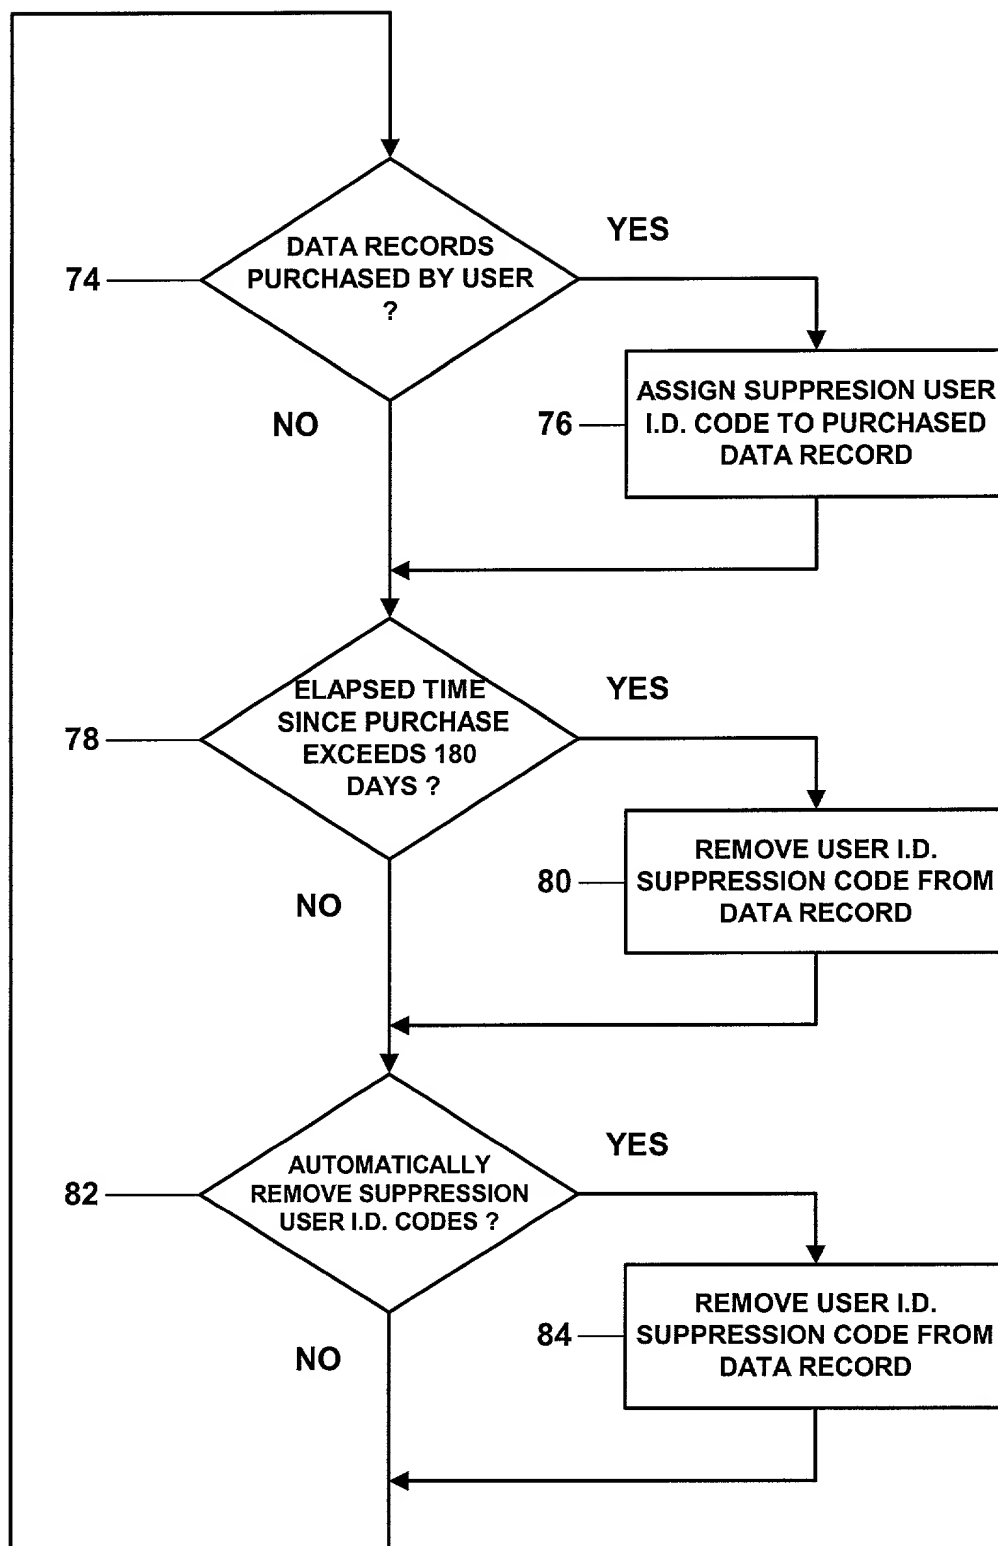 DATA RECORDS
PURCHASED BY USER
?
74
YES
NO
ASSIGN SUPPRESION USER
I.D. CODE TO PURCHASED
DATA RECORD
76
ELAPSED TIME
SINCE PURCHASE
EXCEEDS 180
DAYS ?
78
YES
NO
REMOVE USER I.D.
SUPPRESSION CODE FROM
DATA RECORD
80
AUTOMATICALLY
REMOVE SUPPRESSION
USER I.D. CODES ?
82
YES
NO
REMOVE USER I.D.
SUPPRESSION CODE FROM
DATA RECORD
84